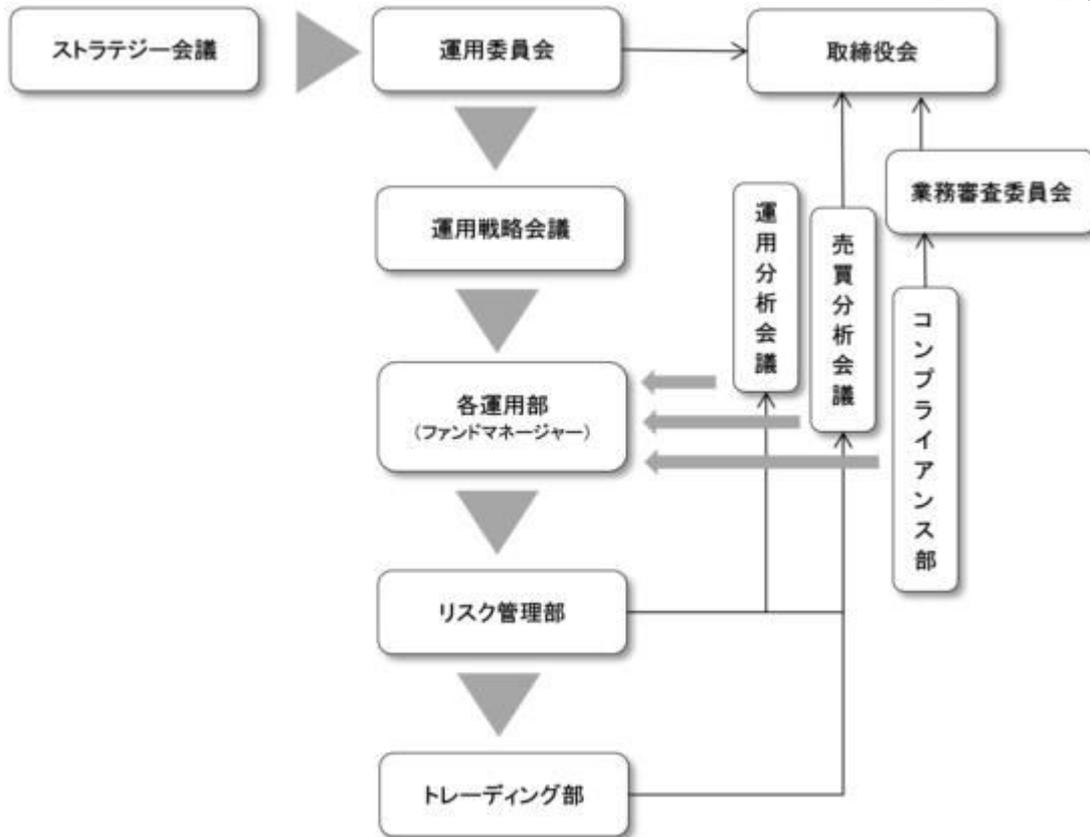 ストラテジー会議
運用委員会
取締役会
業務審査委員会
運用戦略会議
運用分析会議
売買分析会議
コンプライアンス部
各運用部
（ファンドマネージャー）
リスク管理部
トレーディング部